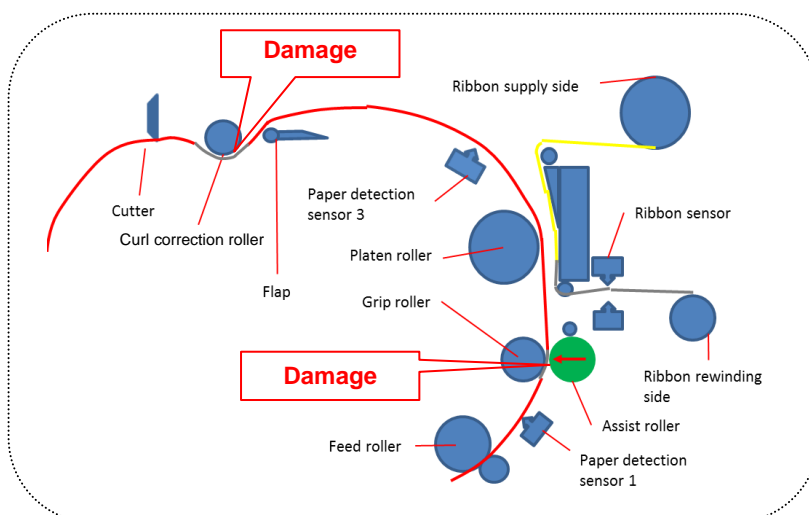 Damage
Ribbon supply side
Paper detection
sensor 3
Ribbon sensor
Cutter
Curl correction roller
Platen roller
Flap
Grip roller
Damage
Ribbon rewinding
side
Assist roller
Feed roller
Paper detection
sensor 1